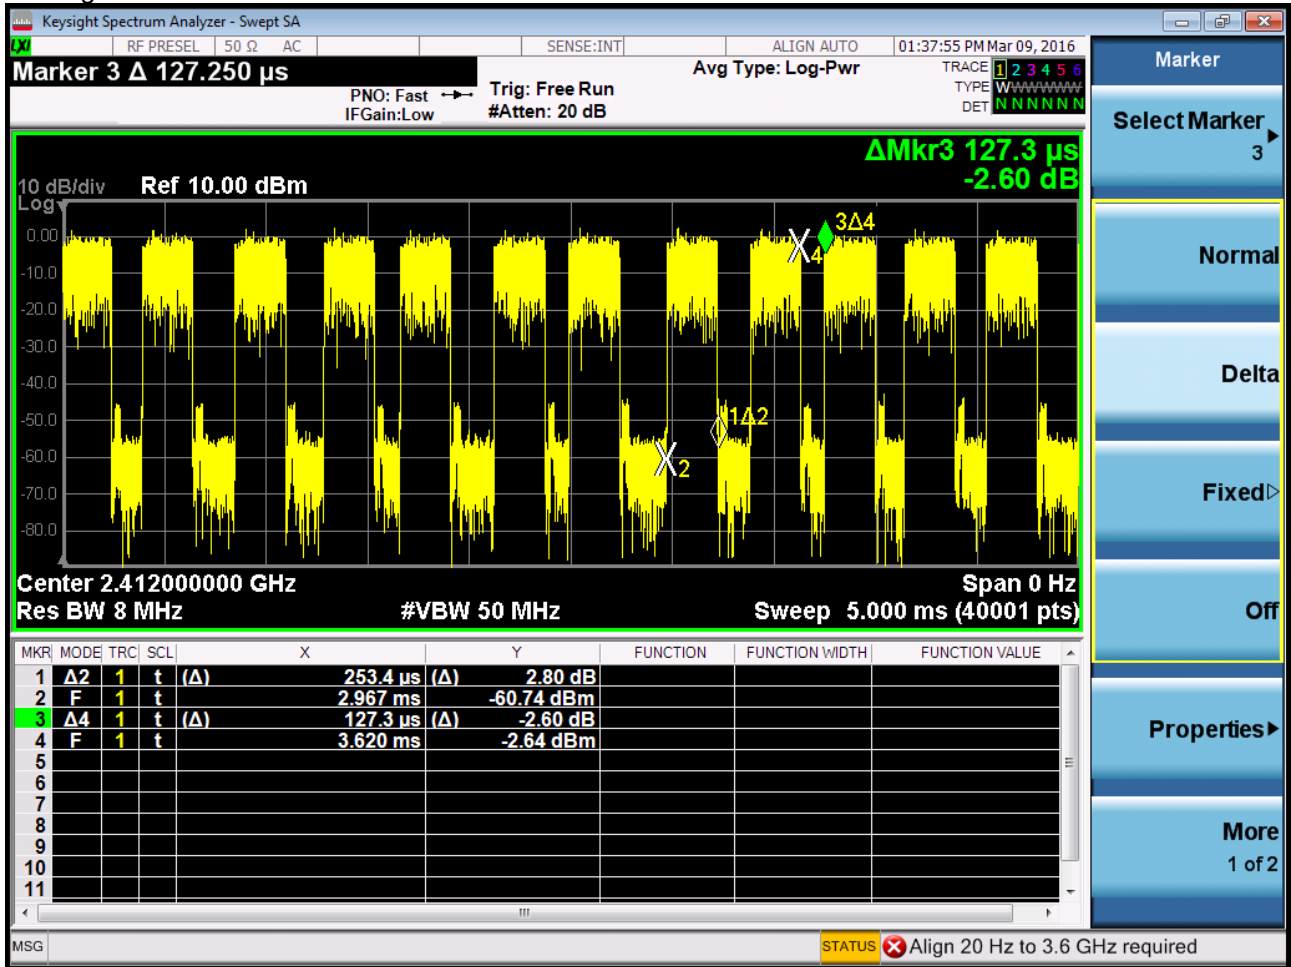 Keysight Spectrum Analyzer - Swept SA
LXI RF PRESEL 50 Ω AC SENSE:INT ALIGN AUTO 01:37:55 PM Mar 09, 2016
Marker 3 Δ 127.250 µs
PNO: Fast
IFGain:Low
Trig: Free Run
#Atten: 20 dB
Avg Type: Log-Pwr
TRACE 1 2 3 4 5 6
TYPE WWWWWW
DET N N N N N N
ΔMkr3 127.3 µs
-2.60 dB
10 dB/div Ref 10.00 dBm
Log
0.00
-10.0
-20.0
-30.0
-40.0
-50.0
-60.0
-70.0
-80.0
3Δ4
4
1Δ2
2
Center 2.412000000 GHz Span 0 Hz
Res BW 8 MHz #VBW 50 MHz Sweep 5.000 ms (40001 pts)
MKR MODE TRC SCL X Y FUNCTION FUNCTION WIDTH FUNCTION VALUE
1 Δ2 1 t (Δ) 253.4 µs (Δ) 2.80 dB
2 F 1 t 2.967 ms -60.74 dBm
3 Δ4 1 t (Δ) 127.3 µs (Δ) -2.60 dB
4 F 1 t 3.620 ms -2.64 dBm
5
6
7
8
9
10
11
MSG STATUS Align 20 Hz to 3.6 GHz required
Marker
Select Marker
3
Normal
Delta
Fixed
Off
Properties
More
1 of 2